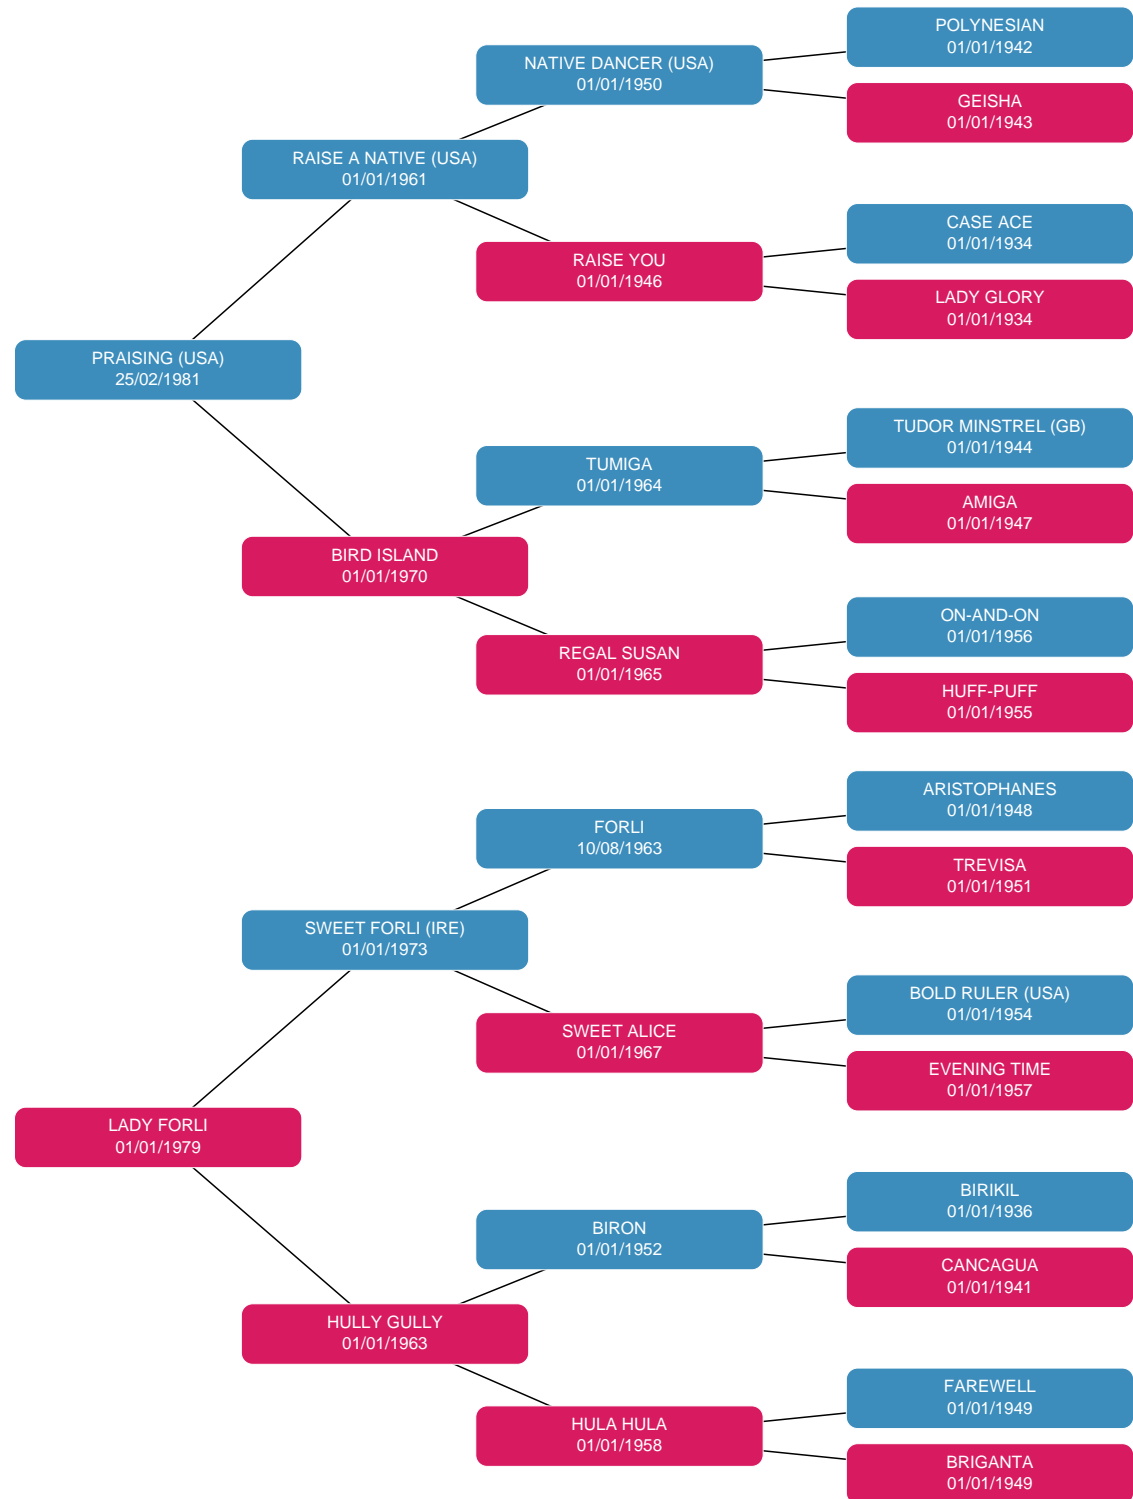 POLYNESIAN
01/01/1942
NATIVE DANCER (USA)
01/01/1950
GEISHA
01/01/1943
RAISE A NATIVE (USA)
01/01/1961
CASE ACE
01/01/1934
RAISE YOU
01/01/1946
LADY GLORY
01/01/1934
PRAISING (USA)
25/02/1981
TUDOR MINSTREL (GB)
01/01/1944
TUMIGA
01/01/1964
AMIGA
01/01/1947
BIRD ISLAND
01/01/1970
ON-AND-ON
01/01/1956
REGAL SUSAN
01/01/1965
HUFF-PUFF
01/01/1955
ARISTOPHANES
01/01/1948
FORLI
10/08/1963
TREVISA
01/01/1951
SWEET FORLI (IRE)
01/01/1973
BOLD RULER (USA)
01/01/1954
SWEET ALICE
01/01/1967
EVENING TIME
01/01/1957
LADY FORLI
01/01/1979
BIRIKIL
01/01/1936
BIRON
01/01/1952
CANCAGUA
01/01/1941
HULLY GULLY
01/01/1963
FAREWELL
01/01/1949
HULA HULA
01/01/1958
BRIGANTA
01/01/1949